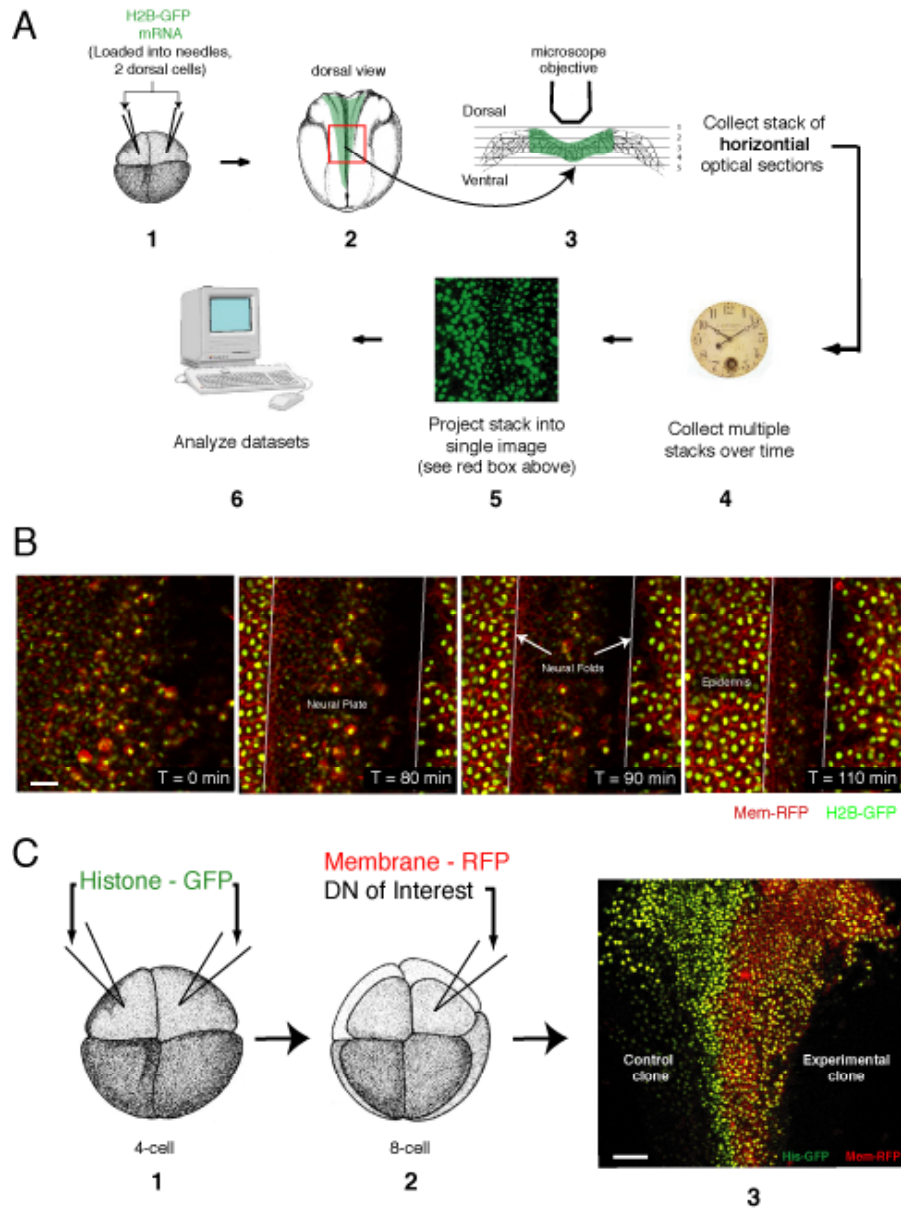 A
H2B-GFP
mRNA
(Loaded into needles,
2 dorsal cells)
1
dorsal view
2
microscope
objective
Dorsal
Ventral
1
2
3
4
5
3
Collect stack of
horizontial
optical sections
Analyze datasets
6
Project stack into
single image
(see red box above)
5
Collect multiple
stacks over time
4
B
T = 0 min
Neural Plate
T = 80 min
Neural Folds
T = 90 min
Epidermis
T = 110 min
Mem-RFP H2B-GFP
C
Histone - GFP
4-cell
1
Membrane - RFP
DN of Interest
8-cell
2
Control
clone
Experimental
clone
His-GFP Mem-RFP
3